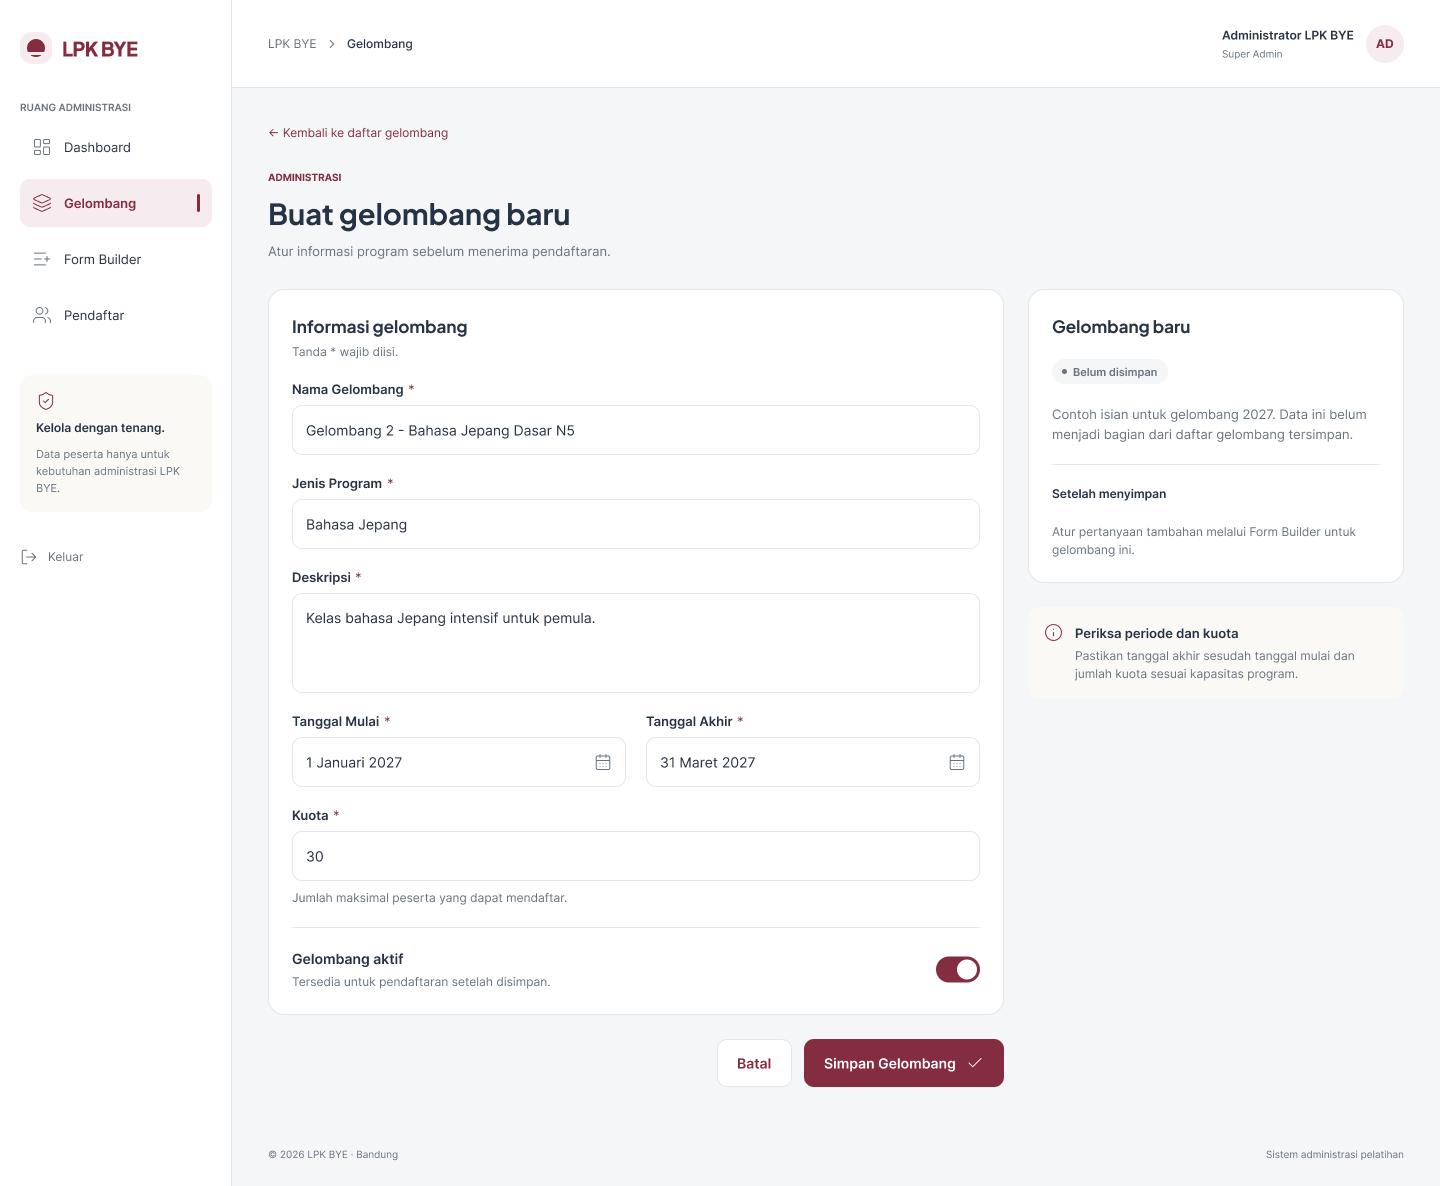 LPK BYE
RUANG ADMINISTRASI
Dashboard
Gelombang
Form Builder
Pendaftar
Kelola dengan tenang.
Data peserta hanya untuk
kebutuhan administrasi LPK
BYE.
Keluar
LPK BYE > Gelombang
Administrator LPK BYE
Super Admin
AD
← Kembali ke daftar gelombang
ADMINISTRASI
Buat gelombang baru
Atur informasi program sebelum menerima pendaftaran.
Informasi gelombang
Tanda * wajib diisi.
Nama Gelombang *
Gelombang 2 - Bahasa Jepang Dasar N5
Jenis Program *
Bahasa Jepang
Deskripsi *
Kelas bahasa Jepang intensif untuk pemula.
Tanggal Mulai *
1 Januari 2027
Tanggal Akhir *
31 Maret 2027
Kuota *
30
Jumlah maksimal peserta yang dapat mendaftar.
Gelombang aktif
Tersedia untuk pendaftaran setelah disimpan.
Batal
Simpan Gelombang
Gelombang baru
Belum disimpan
Contoh isian untuk gelombang 2027. Data ini belum
menjadi bagian dari daftar gelombang tersimpan.
Setelah menyimpan
Atur pertanyaan tambahan melalui Form Builder untuk
gelombang ini.
Periksa periode dan kuota
Pastikan tanggal akhir sesudah tanggal mulai dan
jumlah kuota sesuai kapasitas program.
© 2026 LPK BYE · Bandung
Sistem administrasi pelatihan